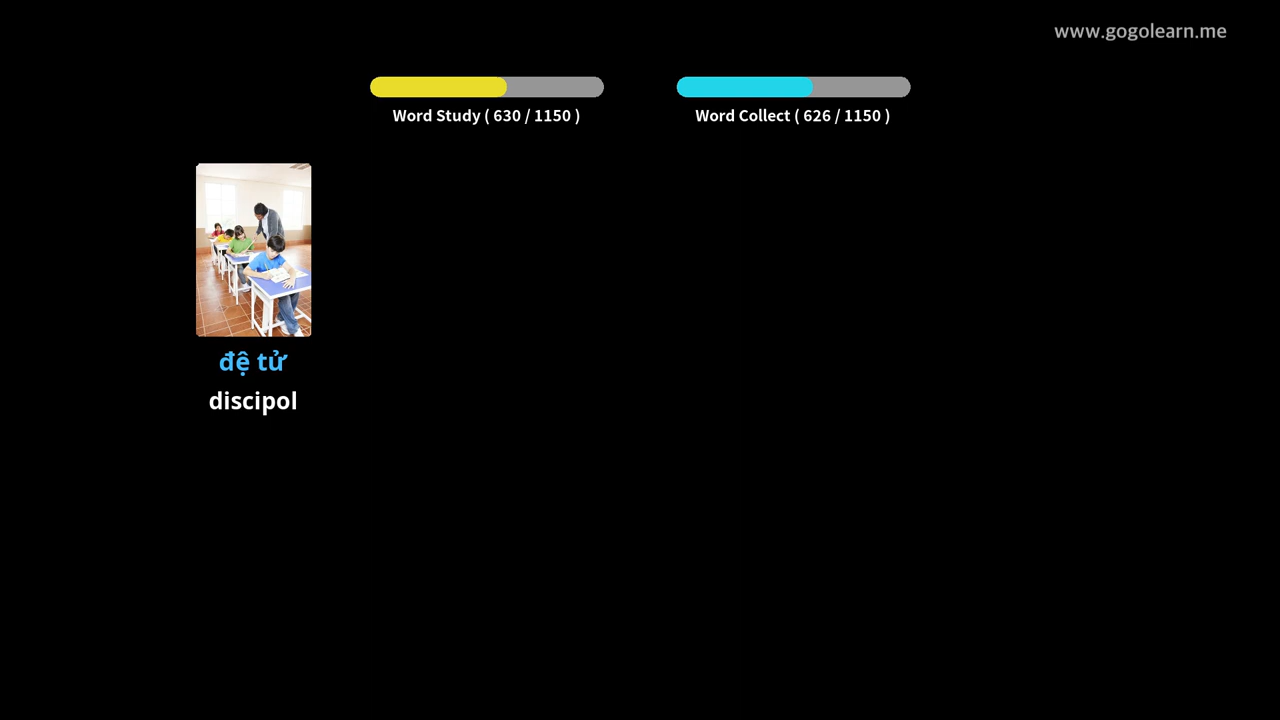 www.gogolearn.me
Word Study ( 630 / 1150 )
Word Collect ( 626 / 1150 )
đệ tử
discipol